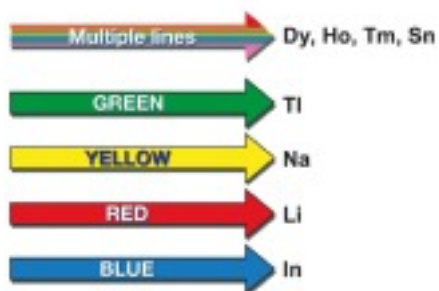 Multiple lines Dy, Ho, Tm, Sn
GREEN Tl
YELLOW Na
RED Li
BLUE In